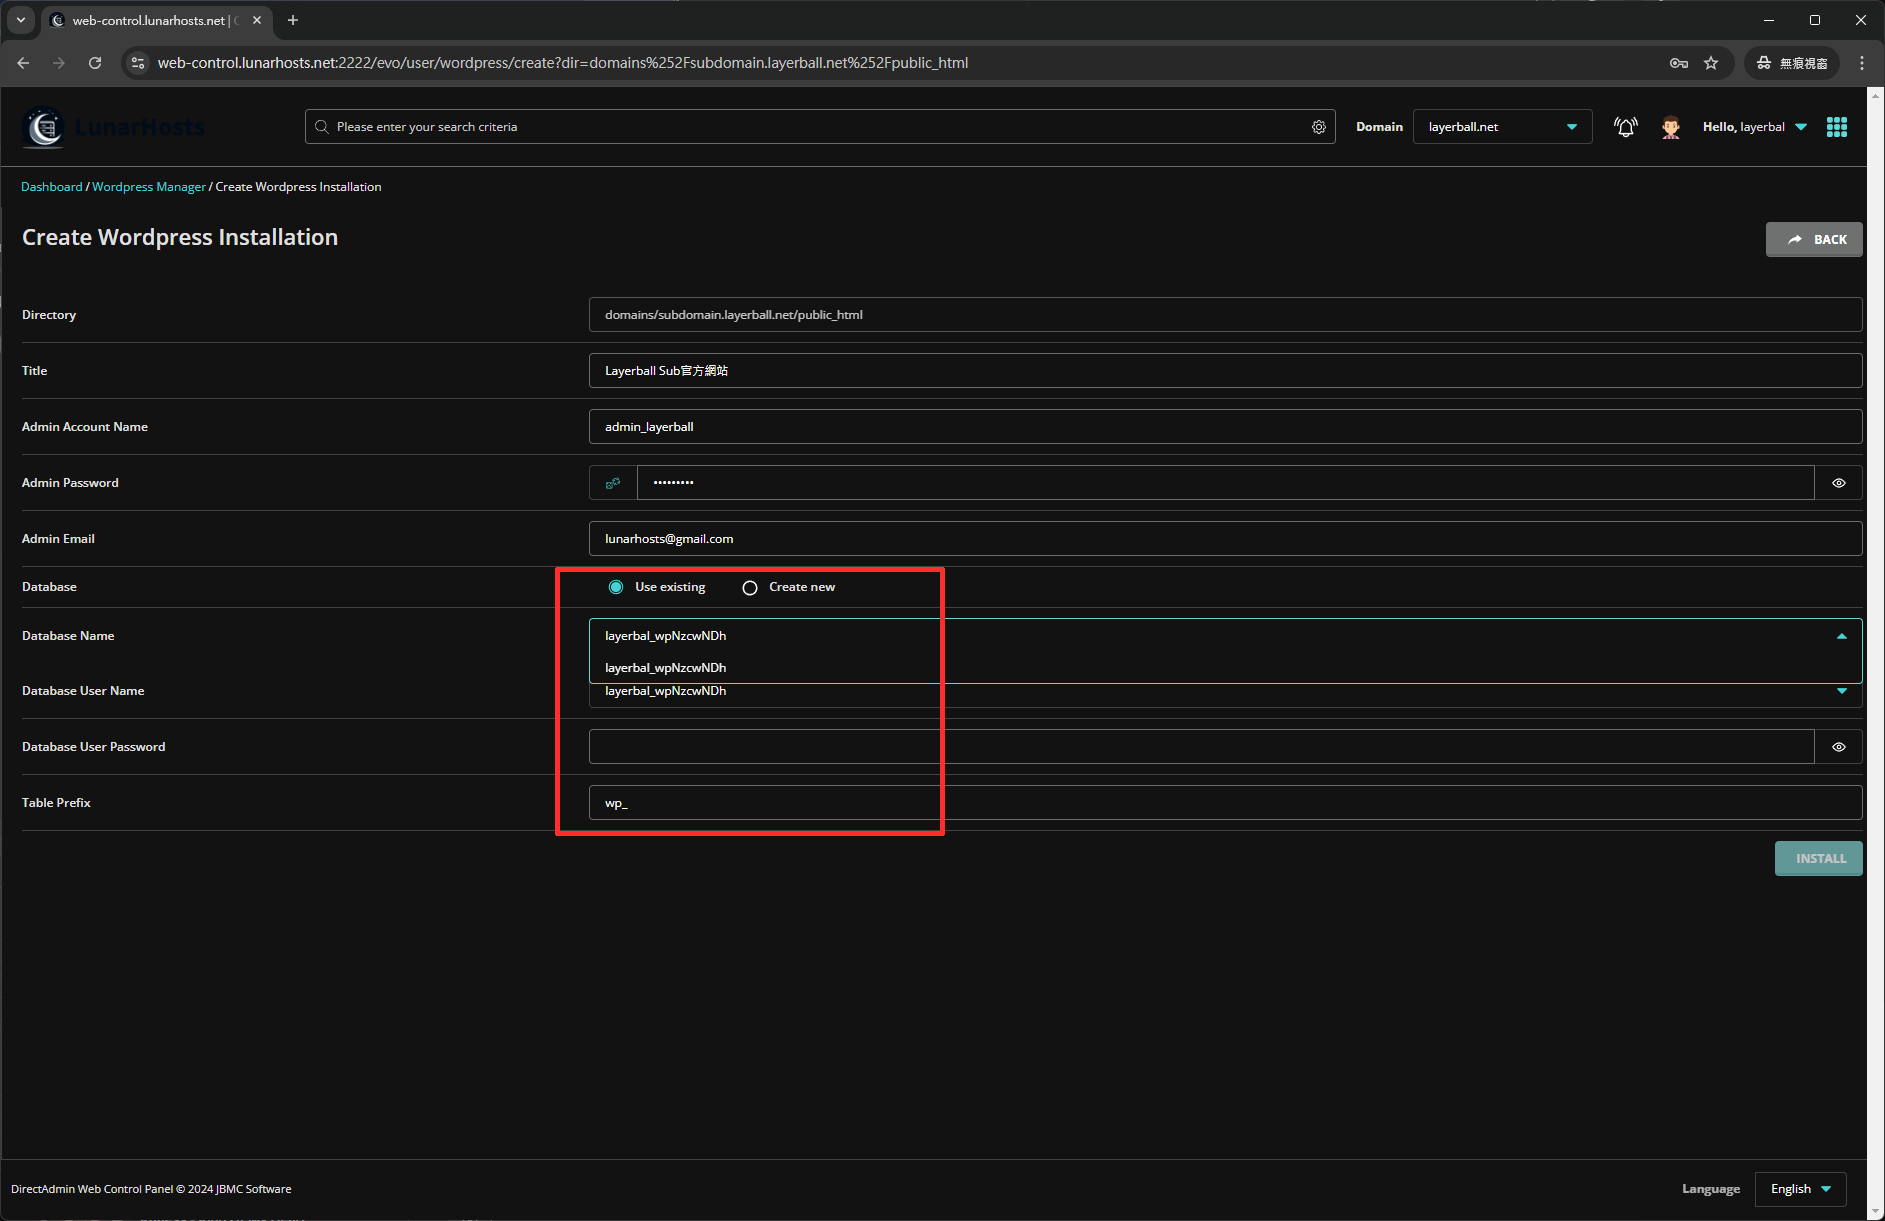 web-control.lunarhosts.net |
web-control.lunarhosts.net:2222/evo/user/wordpress/create?dir=domains%252Fsubdomain.layerball.net%252Fpublic_html
無痕視窗
LunarHosts
Please enter your search criteria
Domain
layerball.net
Hello, layerbal
Dashboard / Wordpress Manager / Create Wordpress Installation
Create Wordpress Installation
BACK
Directory
domains/subdomain.layerball.net/public_html
Title
Layerball Sub官方網站
Admin Account Name
admin_layerball
Admin Password
•••••••••
Admin Email
lunarhosts@gmail.com
Database
Use existing
Create new
Database Name
layerbal_wpNzcwNDh
layerbal_wpNzcwNDh
Database User Name
layerbal_wpNzcwNDh
Database User Password
Table Prefix
wp_
INSTALL
DirectAdmin Web Control Panel © 2024 JBMC Software
Language
English